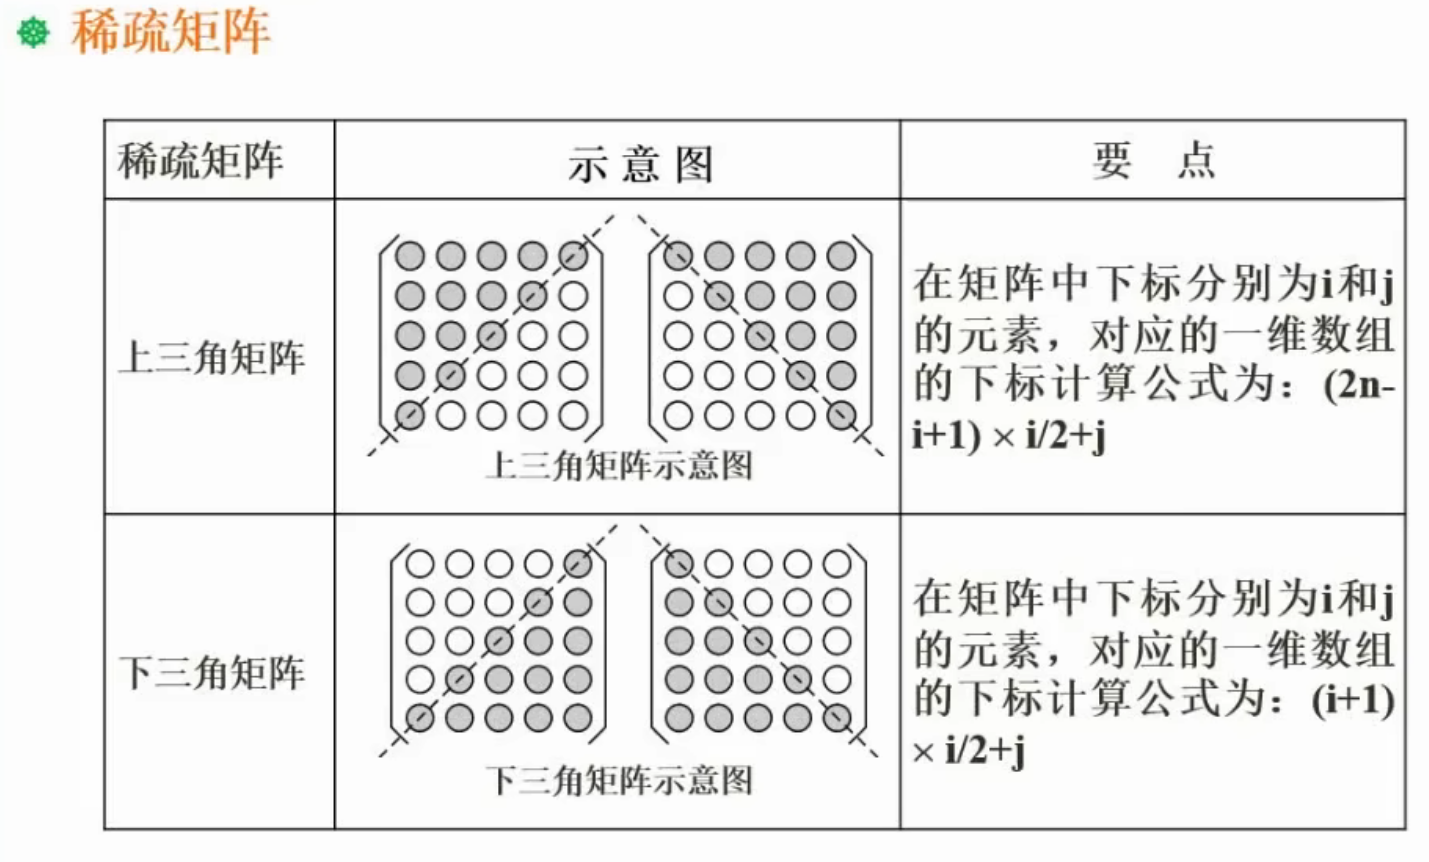 稀疏矩阵
稀疏矩阵
示 意 图
要 点
上三角矩阵
上三角矩阵示意图
在矩阵中下标分别为i和j
的元素，对应的一维数组
的下标计算公式为：(2n-
i+1) × i/2+j
下三角矩阵
下三角矩阵示意图
在矩阵中下标分别为i和j
的元素，对应的一维数组
的下标计算公式为：(i+1)
× i/2+j